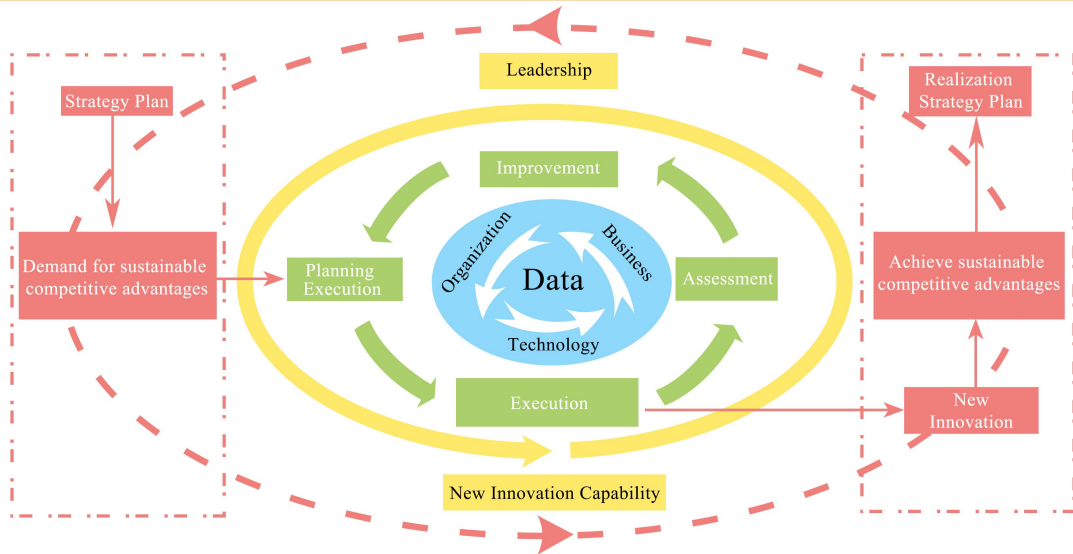 Leadership
Strategy Plan
Realization
Strategy Plan
Improvement
Organization
Business
Demand for sustainable
competitive advantages
Planning
Execution
Data
Assessment
Achieve sustainable
competitive advantages
Technology
Execution
New
Innovation
New Innovation Capability